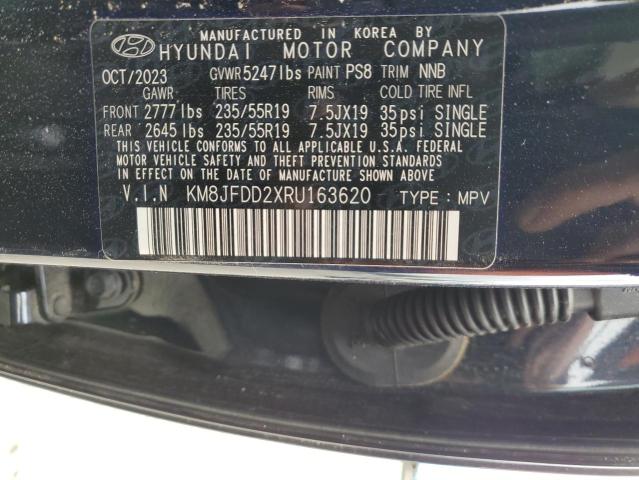 MANUFACTURED IN KOREA BY
HYUNDAI MOTOR COMPANY
OCT/2023 GVWR 5247lbs PAINT PS8 TRIM NNB
GAWR TIRES RIMS COLD TIRE INFL
FRONT 2777 lbs 235/55R19 7.5JX19 35psi SINGLE
REAR 2645 lbs 235/55R19 7.5JX19 35psi SINGLE
THIS VEHICLE CONFORMS TO ALL APPLICABLE U.S.A. FEDERAL
MOTOR VEHICLE SAFETY, BUMPER, AND THEFT PREVENTION
STANDARDS IN EFFECT ON THE DATE OF MANUFACTURE SHOWN ABOVE.
V.I.N KM8JFDD2XRU163620 TYPE : MPV